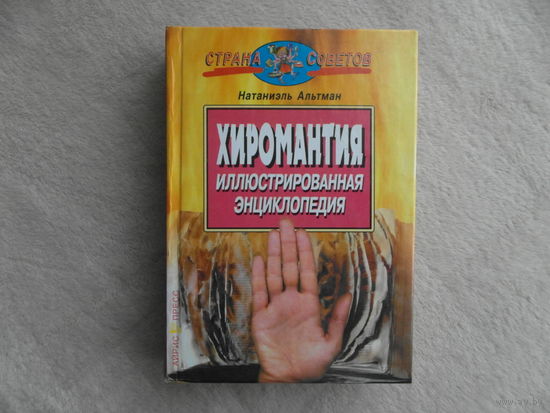 СТРАНА СОВЕТОВ
Натаниэль Альтман
ХИРОМАНТИЯ
ИЛЛЮСТРИРОВАННАЯ
ЭНЦИКЛОПЕДИЯ
АЙРИС ПРЕСС